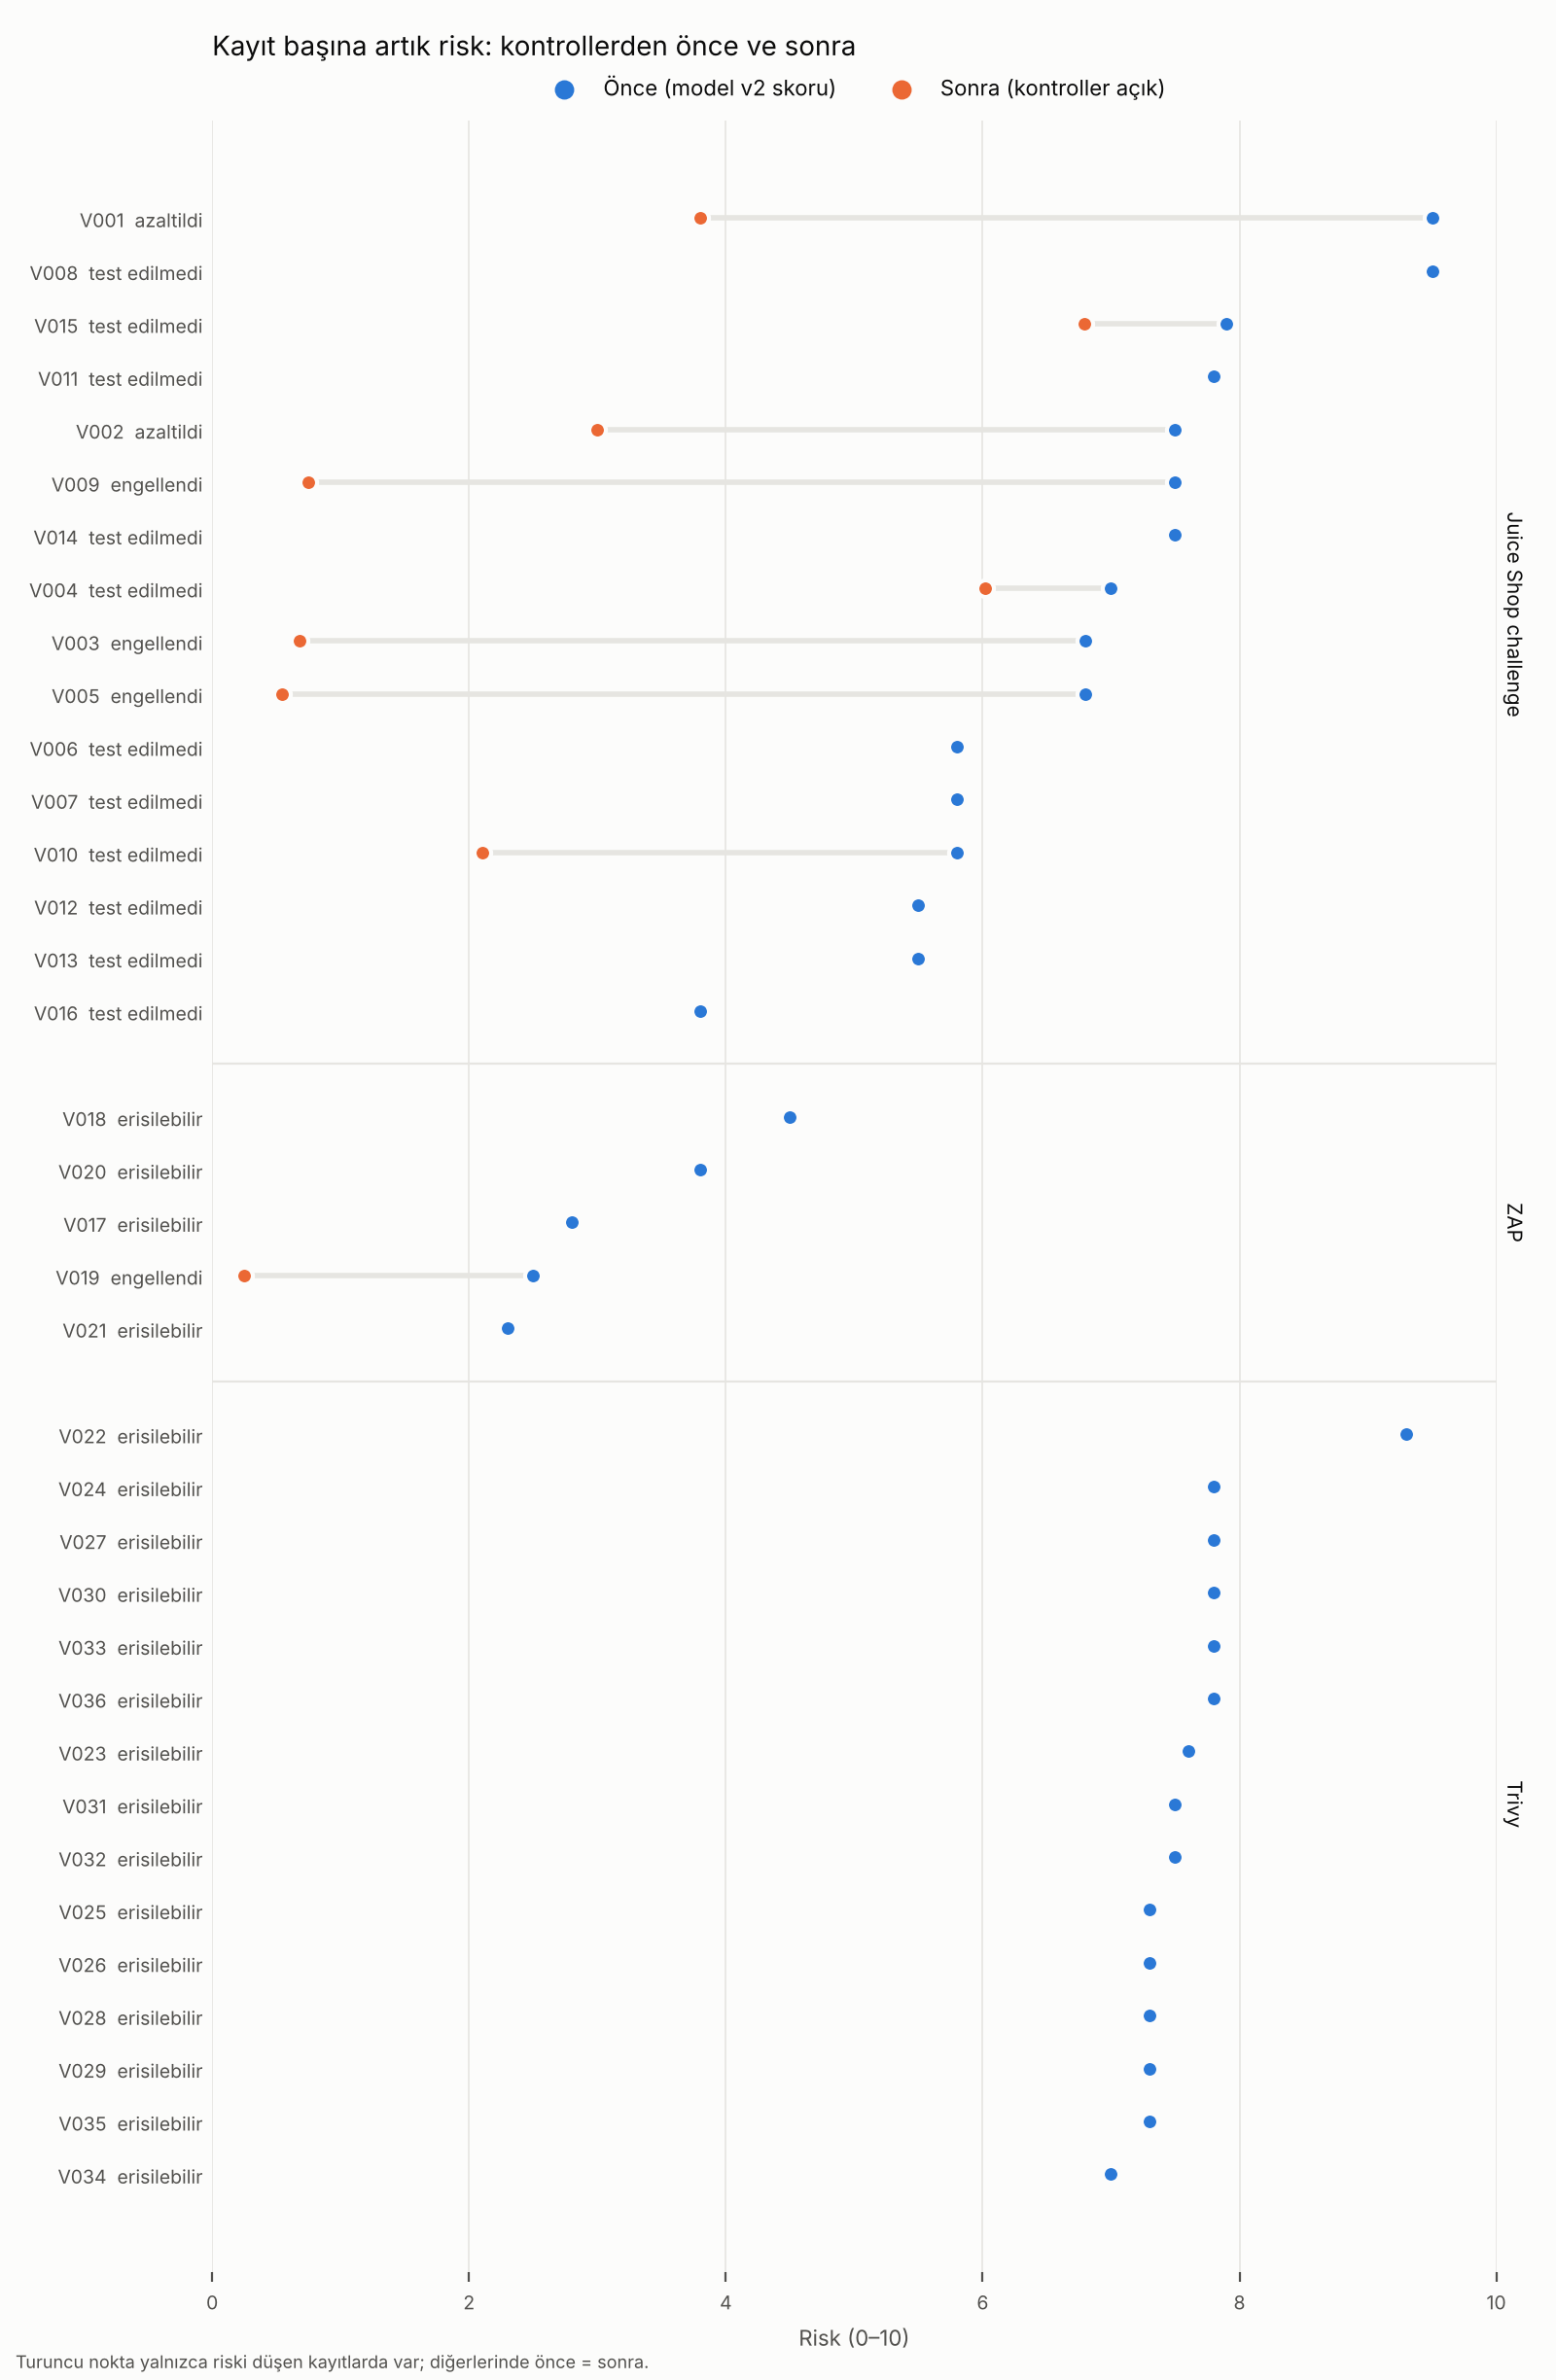 Kayıt başına artık risk: kontrollerden önce ve sonra
Önce (model v2 skoru)
Sonra (kontroller açık)
V001 azaltildi
V008 test edilmedi
V015 test edilmedi
V011 test edilmedi
V002 azaltildi
V009 engellendi
V014 test edilmedi
V004 test edilmedi
V003 engellendi
V005 engellendi
V006 test edilmedi
V007 test edilmedi
V010 test edilmedi
V012 test edilmedi
V013 test edilmedi
V016 test edilmedi
Juice Shop challenge
V018 erisilebilir
V020 erisilebilir
V017 erisilebilir
V019 engellendi
V021 erisilebilir
ZAP
V022 erisilebilir
V024 erisilebilir
V027 erisilebilir
V030 erisilebilir
V033 erisilebilir
V036 erisilebilir
V023 erisilebilir
V031 erisilebilir
V032 erisilebilir
V025 erisilebilir
V026 erisilebilir
V028 erisilebilir
V029 erisilebilir
V035 erisilebilir
V034 erisilebilir
Trivy
0 2 4 6 8 10
Risk (0–10)
Turuncu nokta yalnızca riski düşen kayıtlarda var; diğerlerinde önce = sonra.